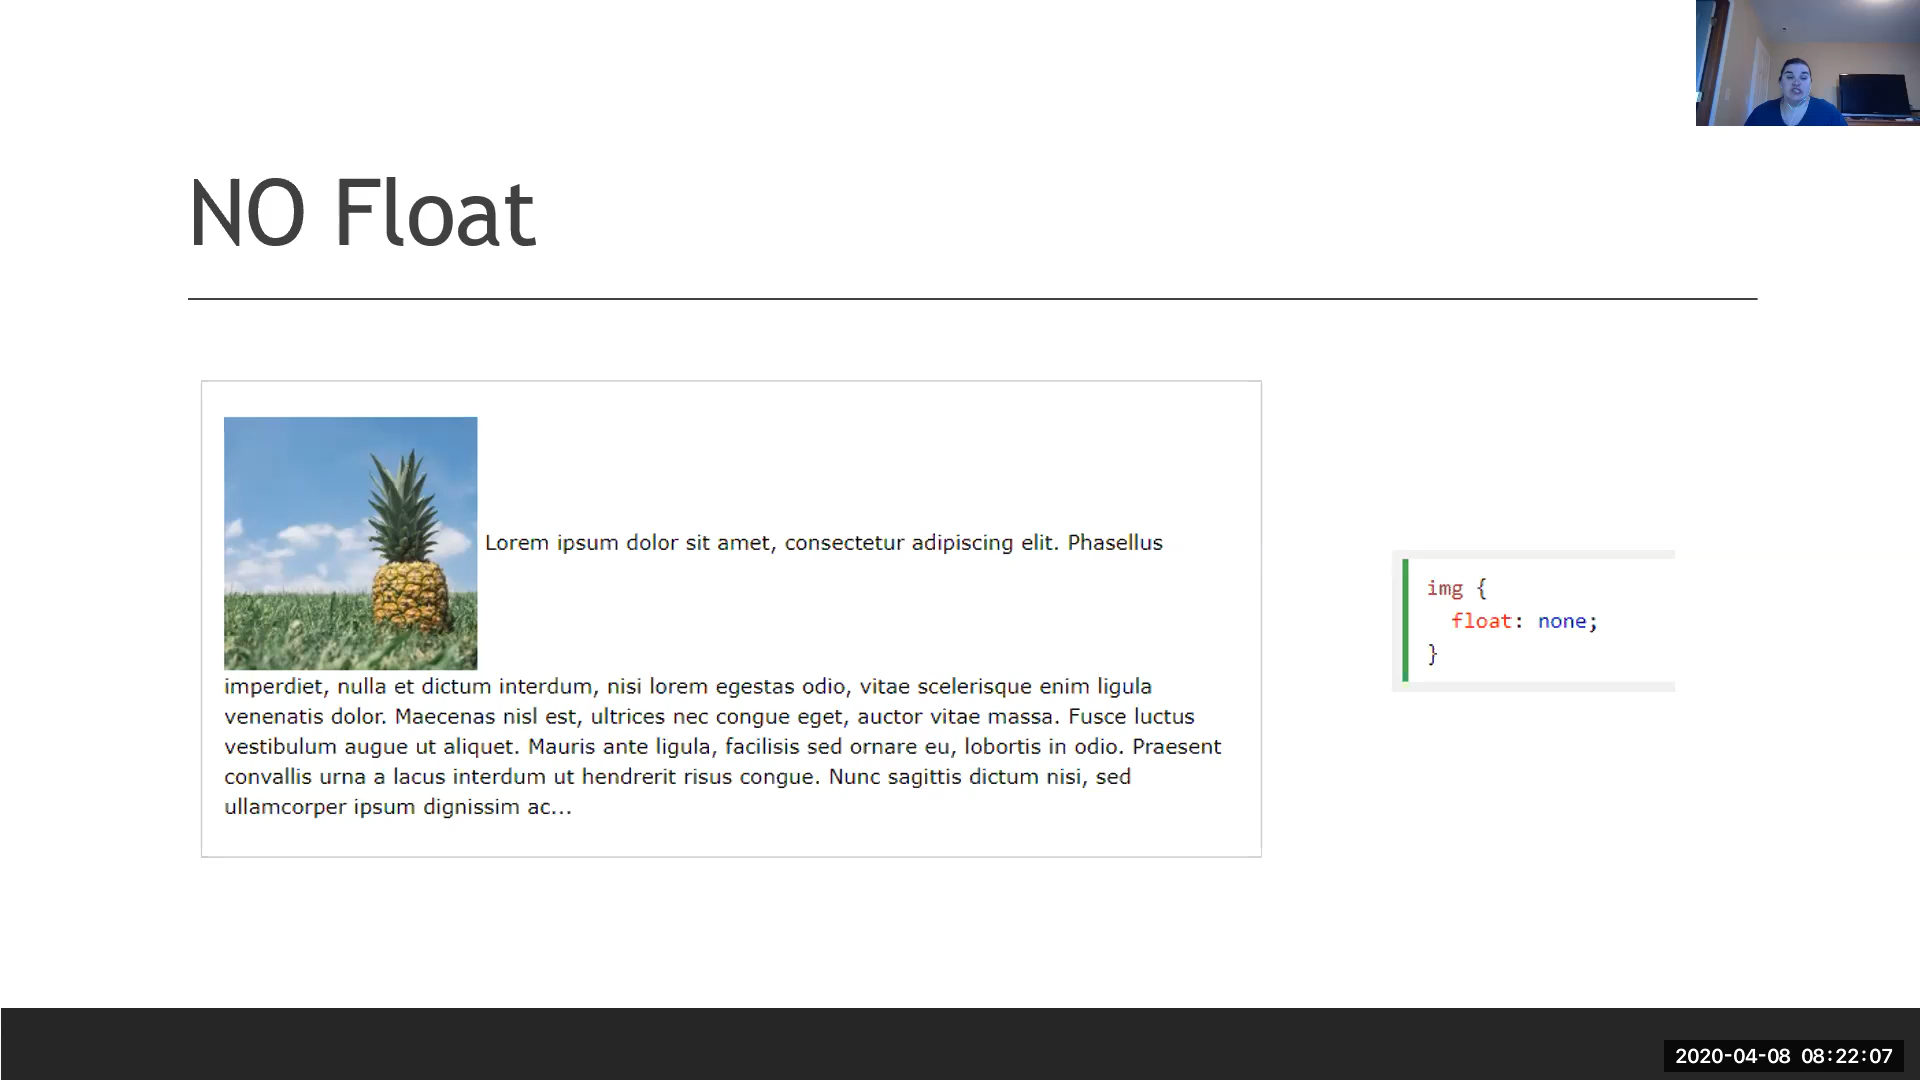 NO Float
Lorem ipsum dolor sit amet, consectetur adipiscing elit. Phasellus
imperdiet, nulla et dictum interdum, nisi lorem egestas odio, vitae scelerisque enim ligula
venenatis dolor. Maecenas nisl est, ultrices nec congue eget, auctor vitae massa. Fusce luctus
vestibulum augue ut aliquet. Mauris ante ligula, facilisis sed ornare eu, lobortis in odio. Praesent
convallis urna a lacus interdum ut hendrerit risus congue. Nunc sagittis dictum nisi, sed
ullamcorper ipsum dignissim ac...
img {
float: none;
}
2020-04-08 08:22:07